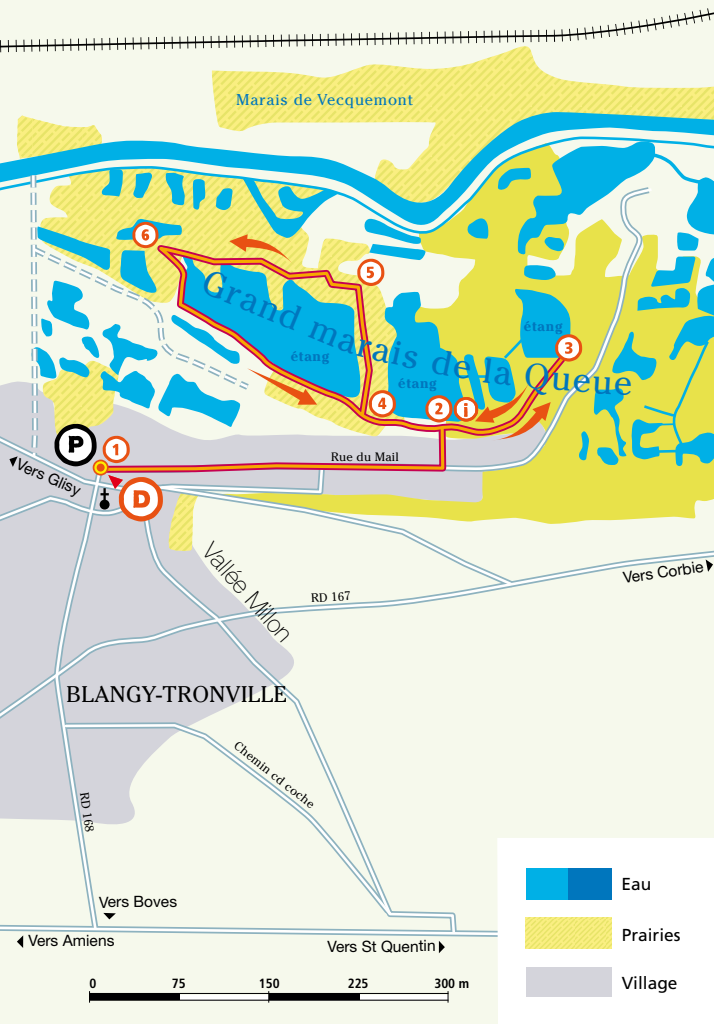 Marais de Vecquemont
6
5
Grand marais de la Queue
étang
3
étang
étang
4
2
i
P
1
Rue du Mail
Vers Glisy
D
Vallée Millon
Vers Corbie
RD 167
BLANGY-TRONVILLE
Chemin cd coche
RD 168
Vers Boves
Vers Amiens
Vers St Quentin
0 75 150 225 300 m
Eau
Prairies
Village